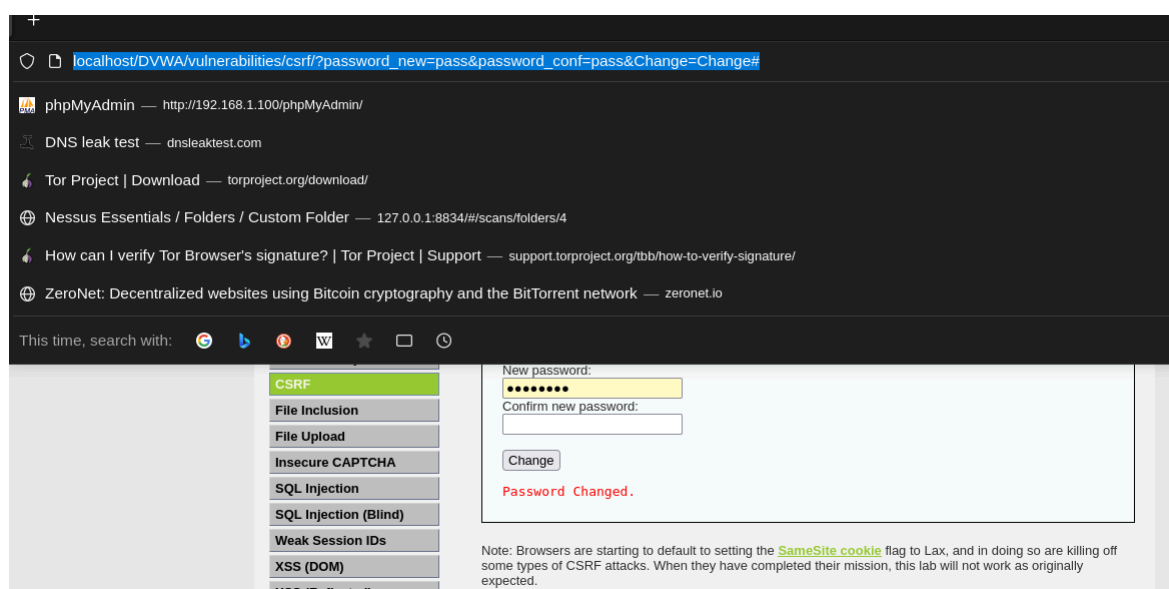 +
localhost/DVWA/vulnerabilities/csrf/?password_new=pass&password_conf=pass&Change=Change#
phpMyAdmin — http://192.168.1.100/phpMyAdmin/
DNS leak test — dnsleaktest.com
Tor Project | Download — torproject.org/download/
Nessus Essentials / Folders / Custom Folder — 127.0.0.1:8834/#/scans/folders/4
How can I verify Tor Browser's signature? | Tor Project | Support — support.torproject.org/tbb/how-to-verify-signature/
ZeroNet: Decentralized websites using Bitcoin cryptography and the BitTorrent network — zeronet.io
This time, search with:
CSRF
File Inclusion
File Upload
Insecure CAPTCHA
SQL Injection
SQL Injection (Blind)
Weak Session IDs
XSS (DOM)
New password:
••••••••
Confirm new password:
Change
Password Changed.
Note: Browsers are starting to default to setting the SameSite cookie flag to Lax, and in doing so are killing off
some types of CSRF attacks. When they have completed their mission, this lab will not work as originally
expected.